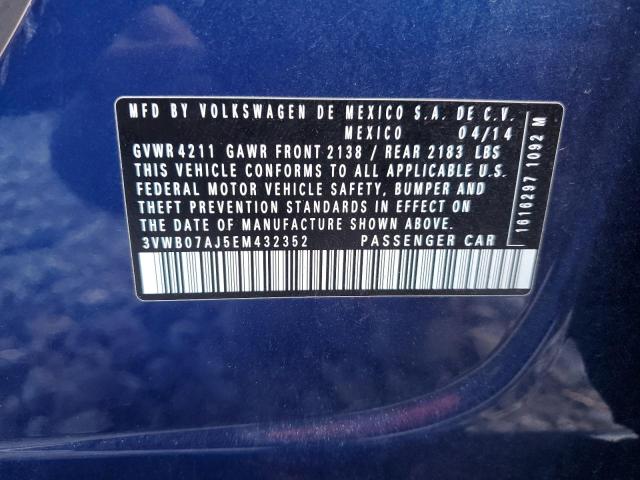 MFD BY VOLKSWAGEN DE MEXICO S.A. DE C.V.
MEXICO 04/14
GVWR 4211 GAWR FRONT 2138 / REAR 2183 LBS
THIS VEHICLE CONFORMS TO ALL APPLICABLE U.S.
FEDERAL MOTOR VEHICLE SAFETY, BUMPER AND
THEFT PREVENTION STANDARDS IN EFFECT ON
THE DATE OF MANUFACTURE SHOWN ABOVE.
3VWB07AJ5EM432352 PASSENGER CAR
1616297 1092 M